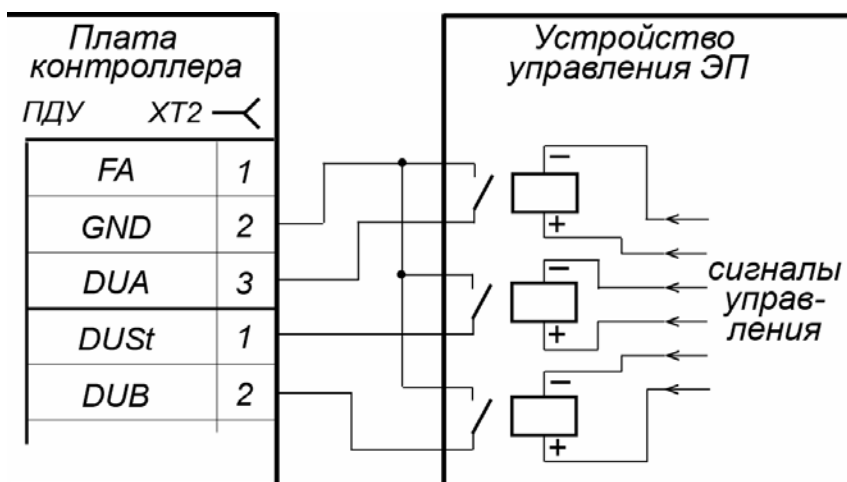 Плата
контроллера
ПДУ XT2
FA 1
GND 2
DUA 3
DUSt 1
DUB 2
Устройство
управления ЭП
−
+
−
+
−
+
сигналы
управ-
ления